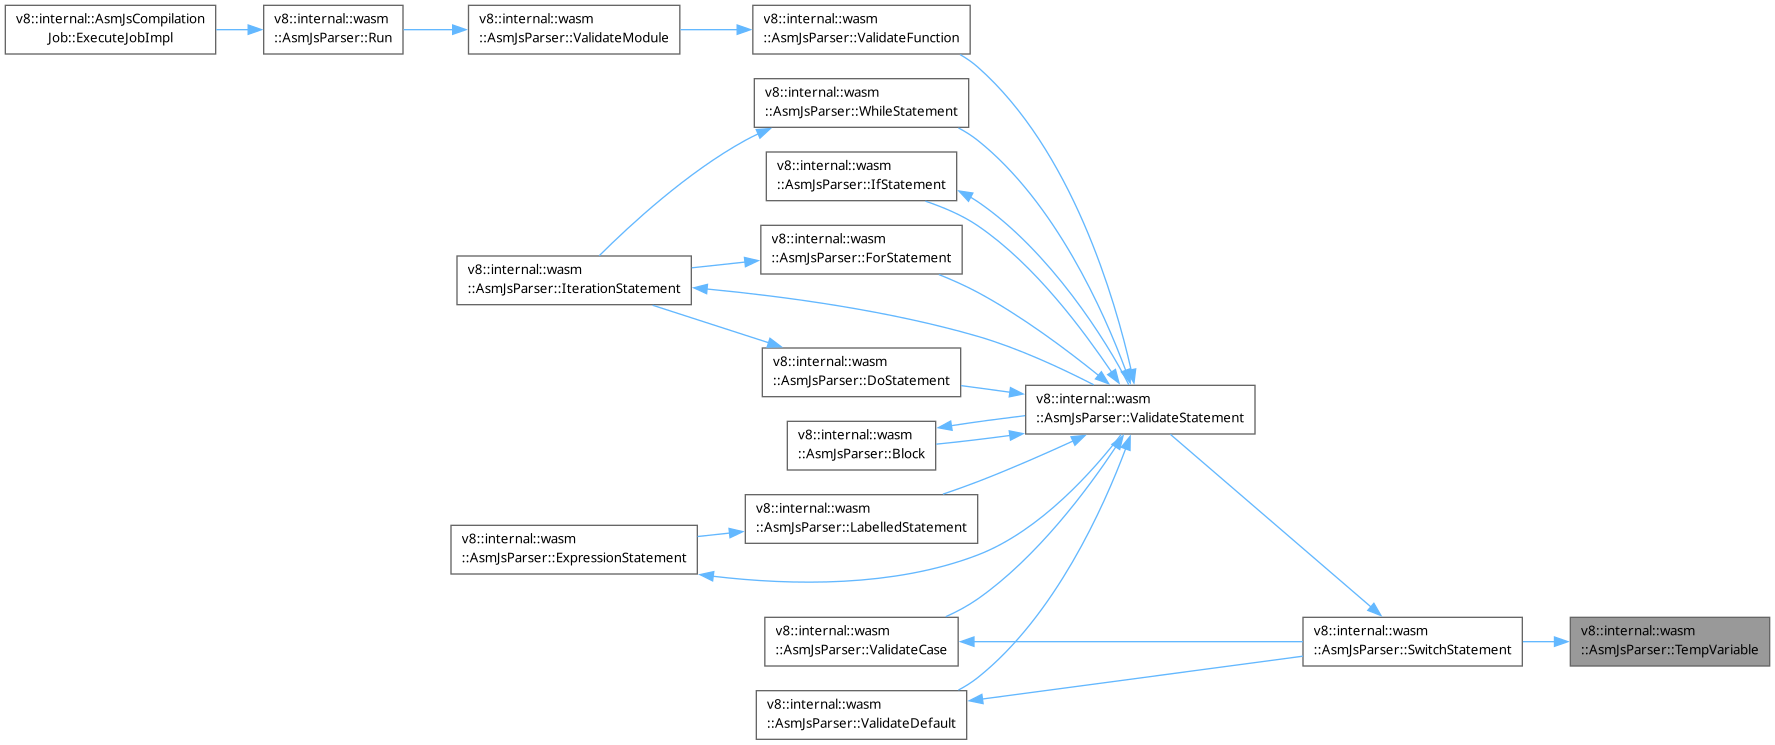 v8::internal::AsmJsCompilation
Job::ExecuteJobImpl
v8::internal::wasm
::AsmJsParser::Run
v8::internal::wasm
::AsmJsParser::ValidateModule
v8::internal::wasm
::AsmJsParser::ValidateFunction
v8::internal::wasm
::AsmJsParser::WhileStatement
v8::internal::wasm
::AsmJsParser::IfStatement
v8::internal::wasm
::AsmJsParser::ForStatement
v8::internal::wasm
::AsmJsParser::IterationStatement
v8::internal::wasm
::AsmJsParser::DoStatement
v8::internal::wasm
::AsmJsParser::ValidateStatement
v8::internal::wasm
::AsmJsParser::Block
v8::internal::wasm
::AsmJsParser::LabelledStatement
v8::internal::wasm
::AsmJsParser::ExpressionStatement
v8::internal::wasm
::AsmJsParser::ValidateCase
v8::internal::wasm
::AsmJsParser::SwitchStatement
v8::internal::wasm
::AsmJsParser::TempVariable
v8::internal::wasm
::AsmJsParser::ValidateDefault